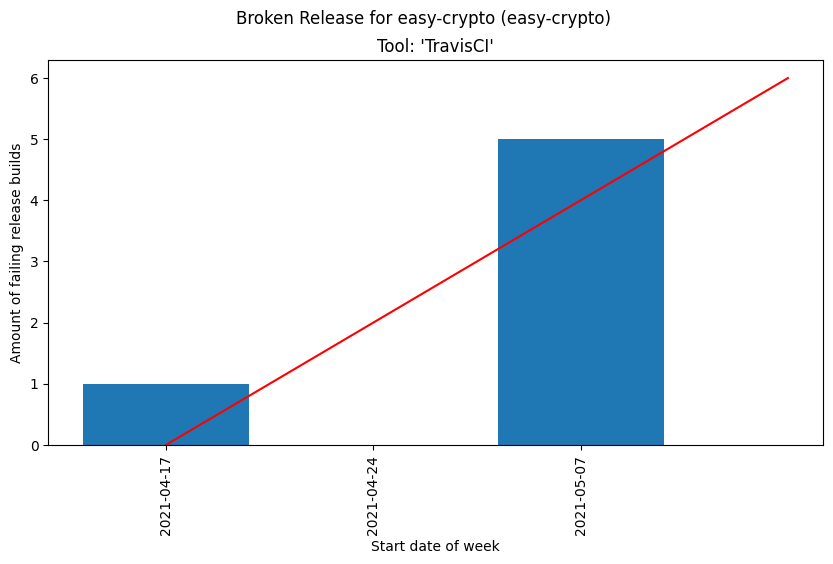 Broken Release for easy-crypto (easy-crypto)
Tool: 'TravisCI'
Amount of failing release builds
6
5
4
3
2
1
0
2021-04-17
2021-04-24
2021-05-07
Start date of week